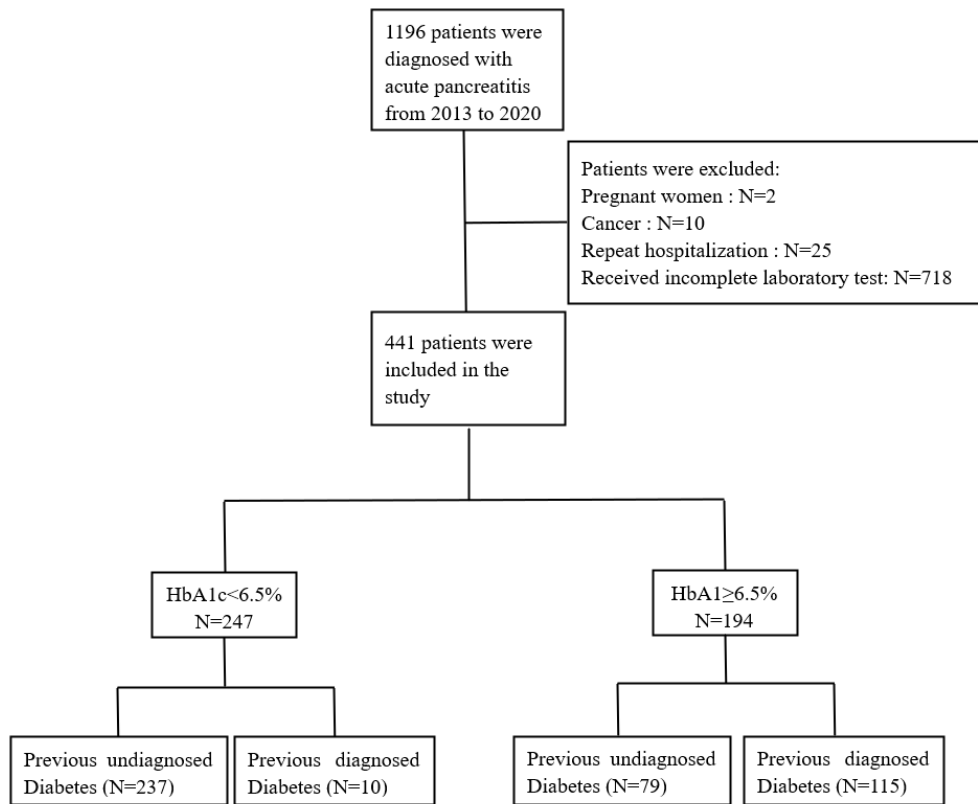 1196 patients were
diagnosed with
acute pancreatitis
from 2013 to 2020
Patients were excluded:
Pregnant women : N=2
Cancer : N=10
Repeat hospitalization : N=25
Received incomplete laboratory test: N=718
441 patients were
included in the
study
HbA1c<6.5%
N=247
HbA1≥6.5%
N=194
Previous undiagnosed
Diabetes (N=237)
Previous diagnosed
Diabetes (N=10)
Previous undiagnosed
Diabetes (N=79)
Previous diagnosed
Diabetes (N=115)